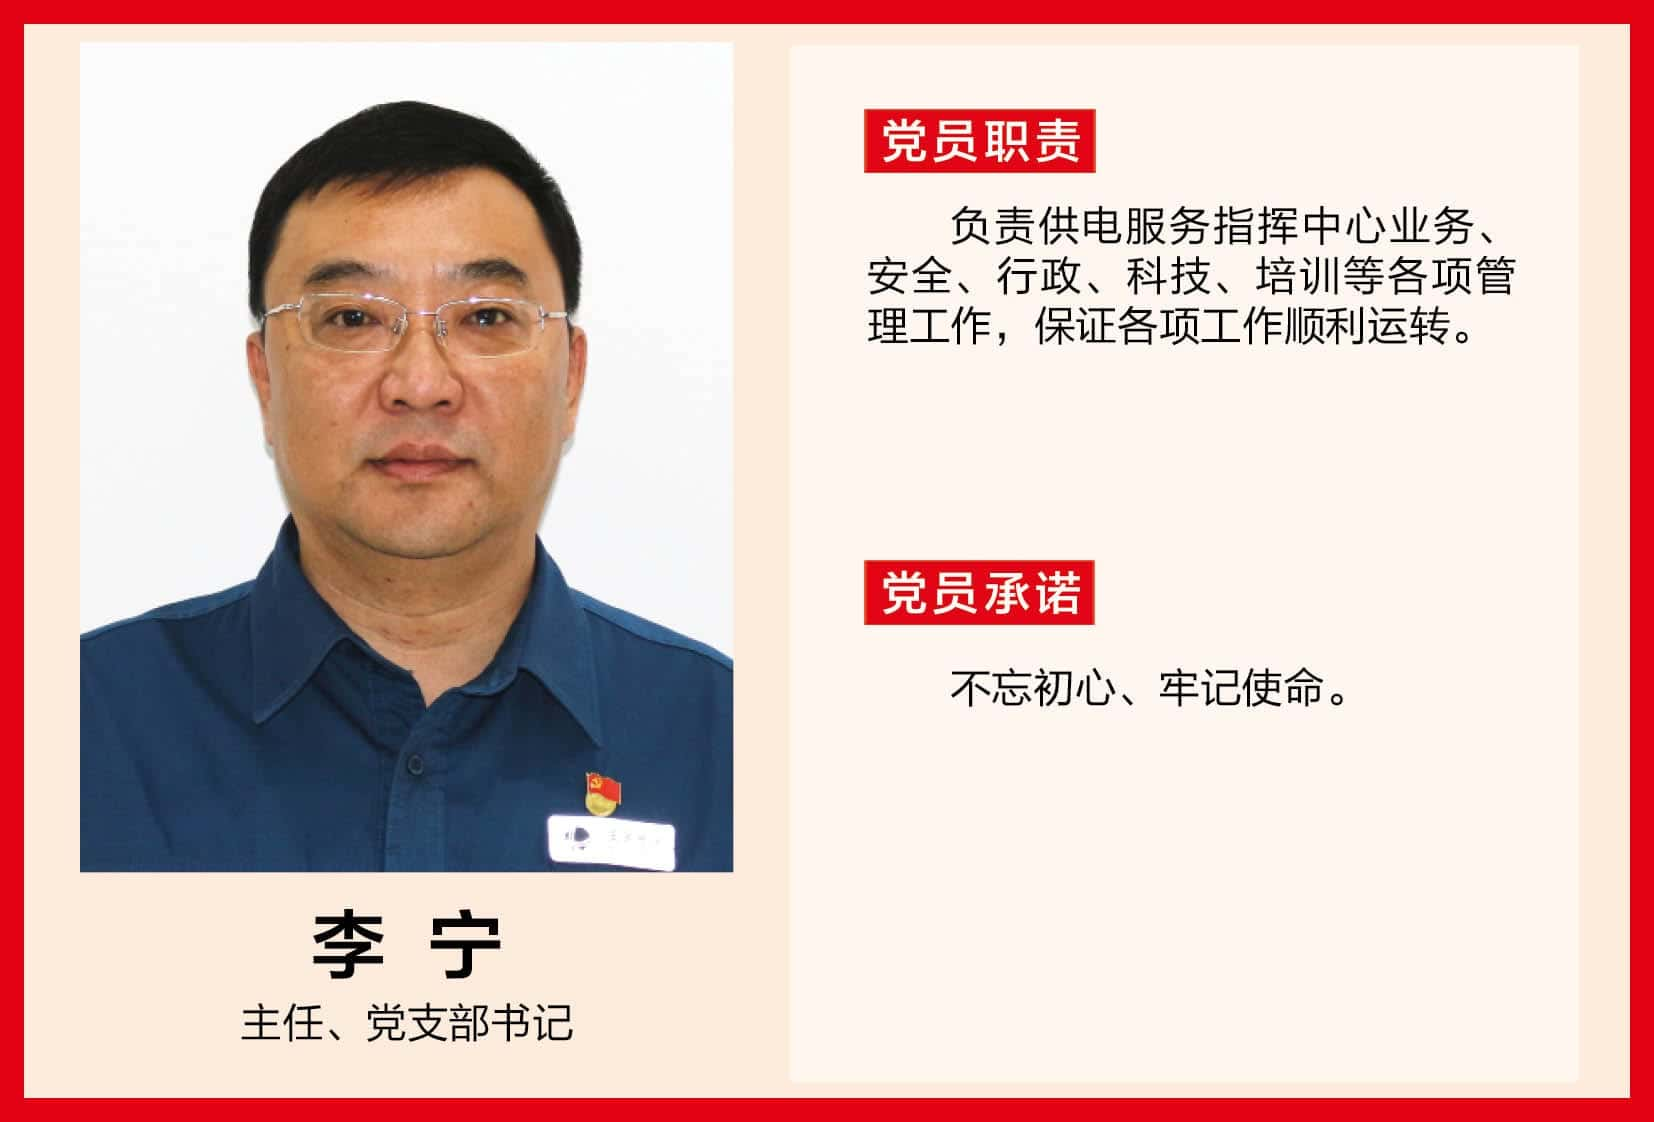 李宁
主任、党支部书记
党员职责
负责供电服务指挥中心业务、
安全、行政、科技、培训等各项管
理工作，保证各项工作顺利运转。
党员承诺
不忘初心、牢记使命。